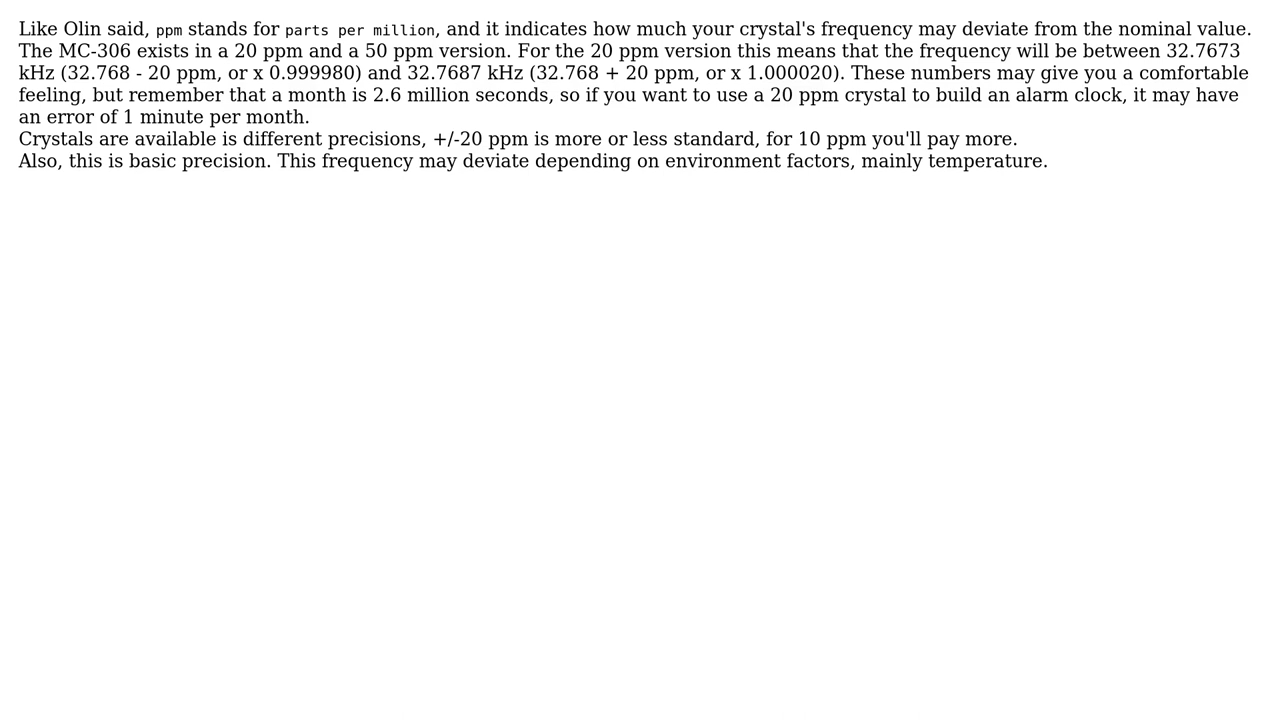 Like Olin said, ppm stands for parts per million, and it indicates how much your crystal's frequency may deviate from the nominal value.
The MC-306 exists in a 20 ppm and a 50 ppm version. For the 20 ppm version this means that the frequency will be between 32.7673
kHz (32.768 - 20 ppm, or x 0.999980) and 32.7687 kHz (32.768 + 20 ppm, or x 1.000020). These numbers may give you a comfortable
feeling, but remember that a month is 2.6 million seconds, so if you want to use a 20 ppm crystal to build an alarm clock, it may have
an error of 1 minute per month.
Crystals are available is different precisions, +/-20 ppm is more or less standard, for 10 ppm you'll pay more.
Also, this is basic precision. This frequency may deviate depending on environment factors, mainly temperature.